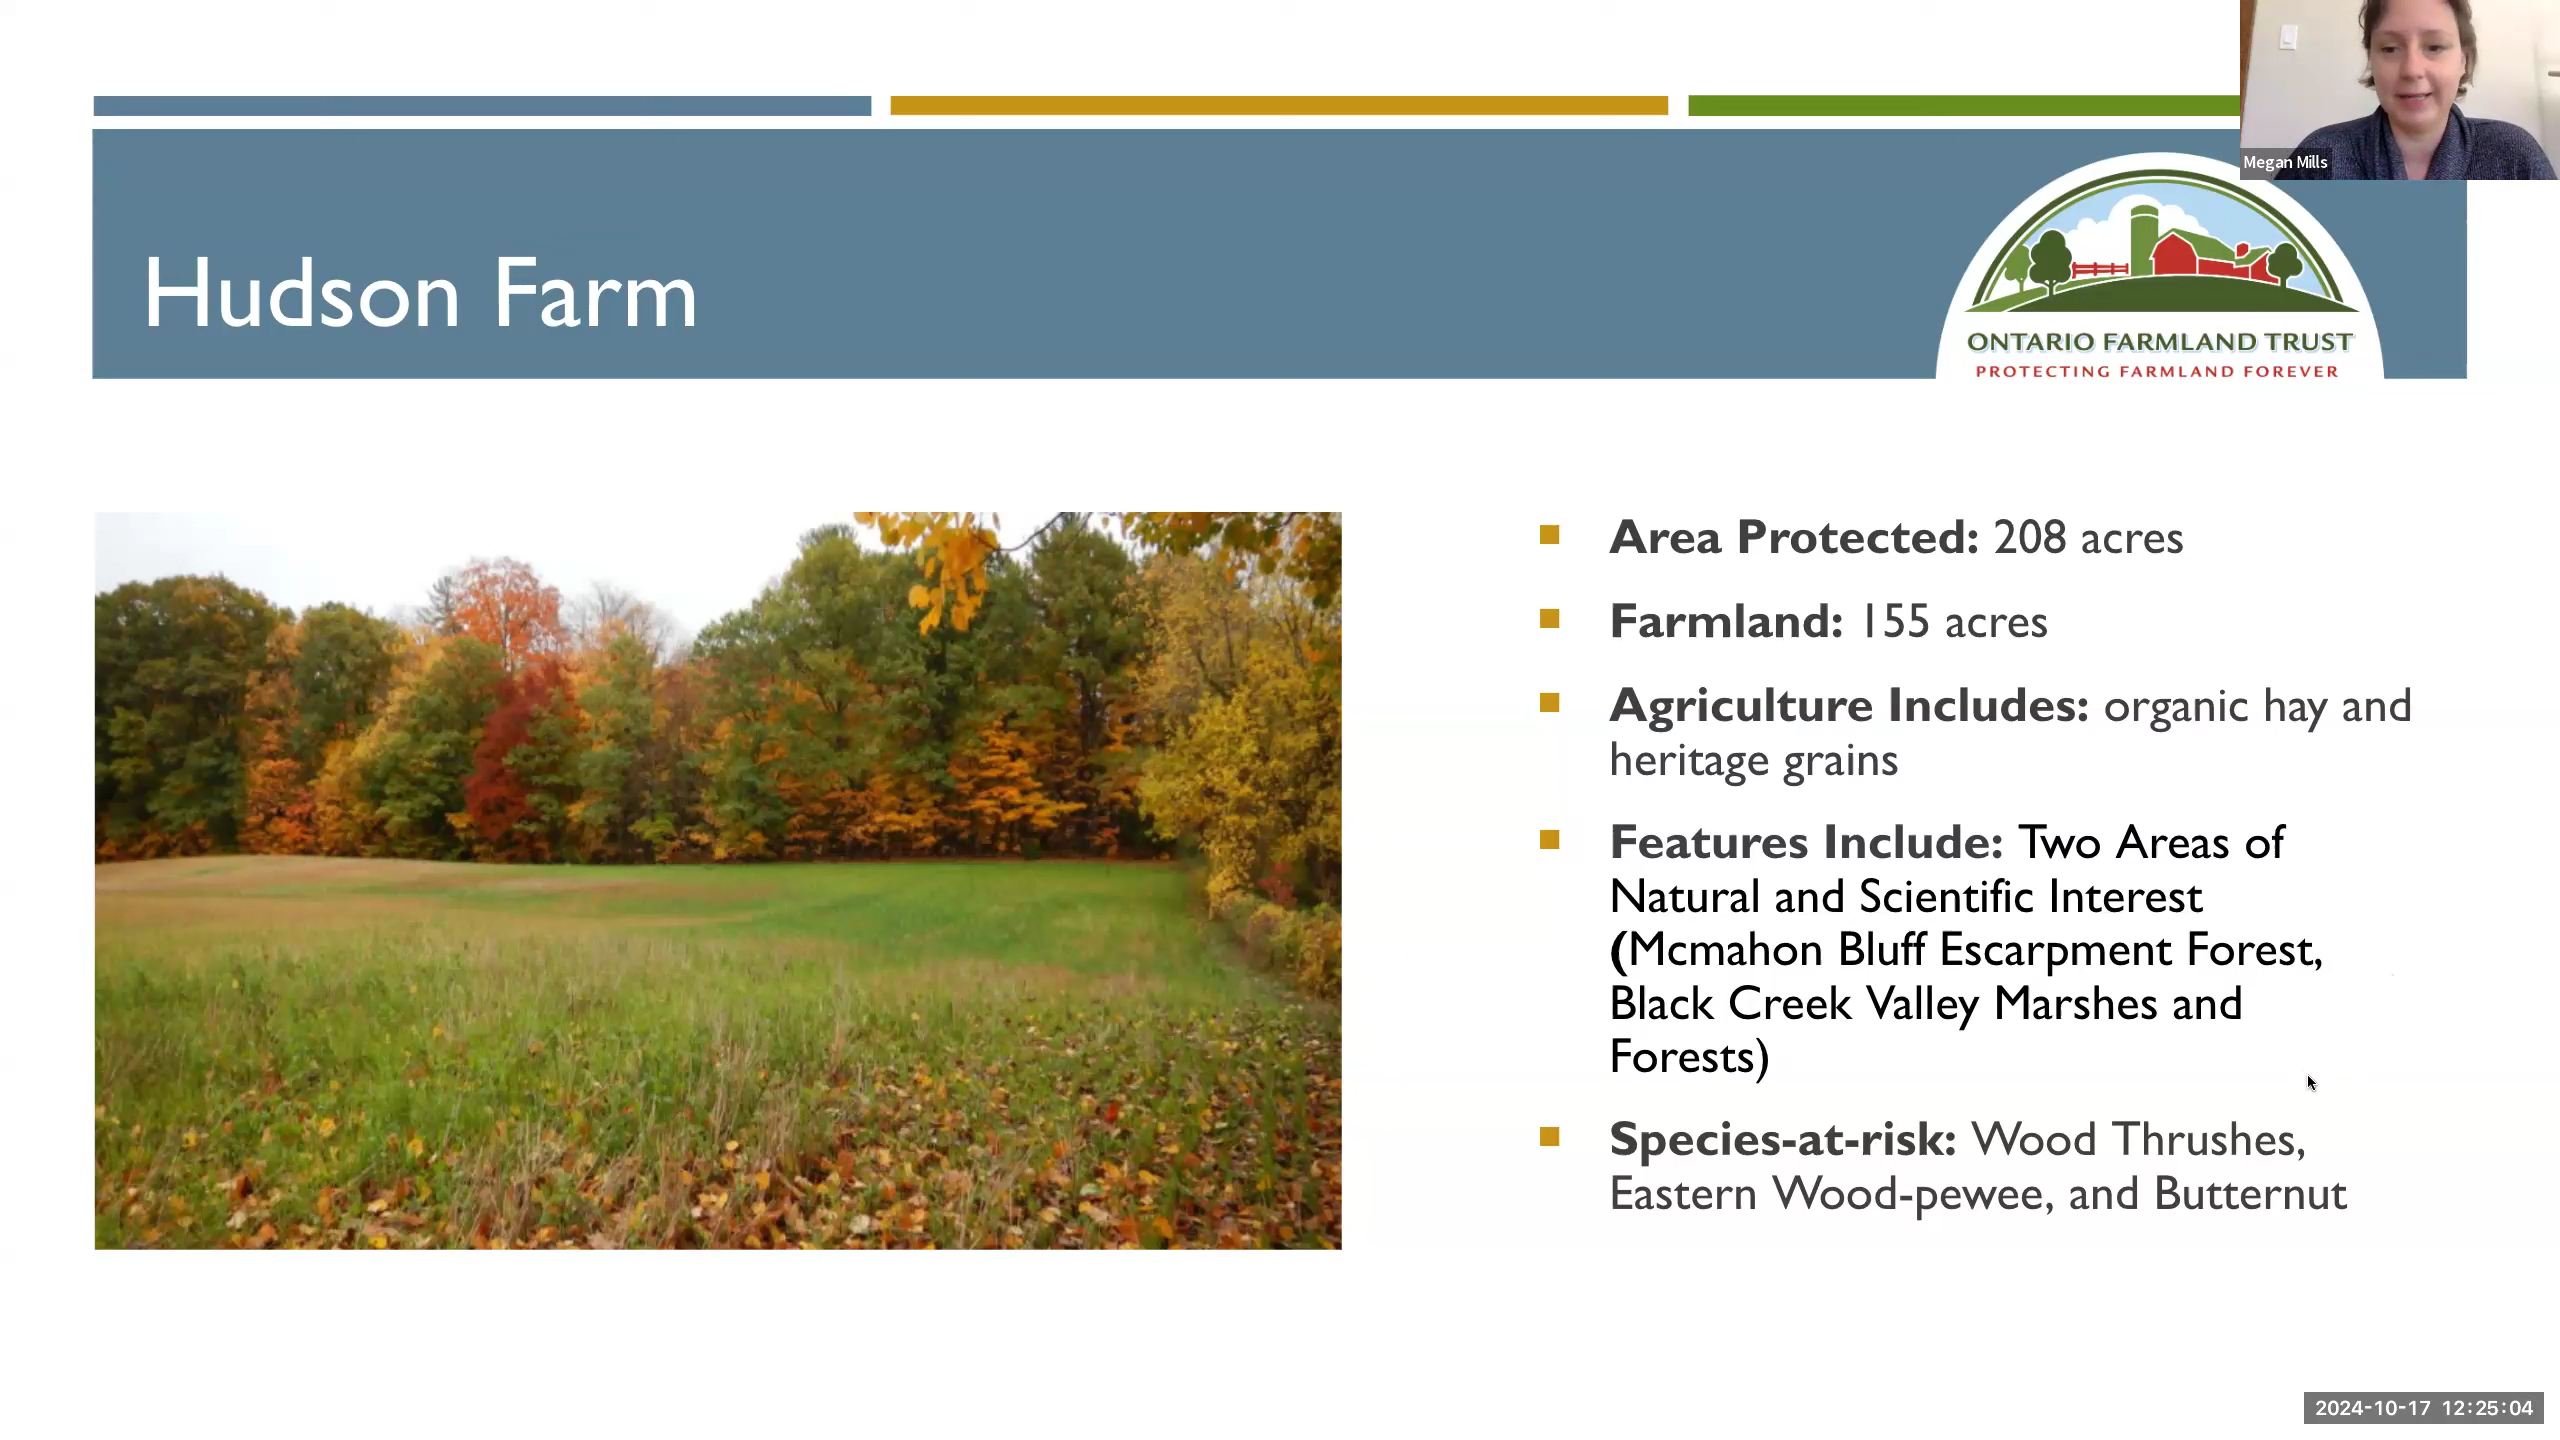 Megan Mills
Hudson Farm
ONTARIO FARMLAND TRUST
PROTECTING FARMLAND FOREVER
Area Protected: 208 acres
Farmland: 155 acres
Agriculture Includes: organic hay and
heritage grains
Features Include: Two Areas of
Natural and Scientific Interest
(Mcmahon Bluff Escarpment Forest,
Black Creek Valley Marshes and
Forests)
Species-at-risk: Wood Thrushes,
Eastern Wood-pewee, and Butternut
2024-10-17 12:25:04